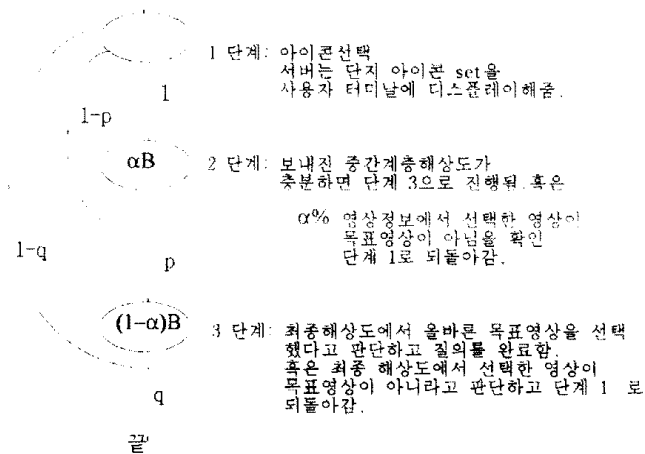 1 단계: 아이콘선택
서버는 단지 아이콘 set을
사용자 터미날에 디스플레이해줌.
1
1-p
αB
2 단계: 보내진 중간계층해상도가
충분하면 단계 3으로 진행됨.혹은
α% 영상정보에서 선택한 영상이
목표영상이 아님을 확인
단계 1로 되돌아감.
1-q
p
(1-α)B
3 단계: 최종해상도에서 올바른 목표영상을 선택
했다고 판단하고 질의를 완료함.
혹은 최종 해상도에서 선택한 영상이
목표영상이 아니라고 판단하고 단계 1 로
되돌아감.
q
끝